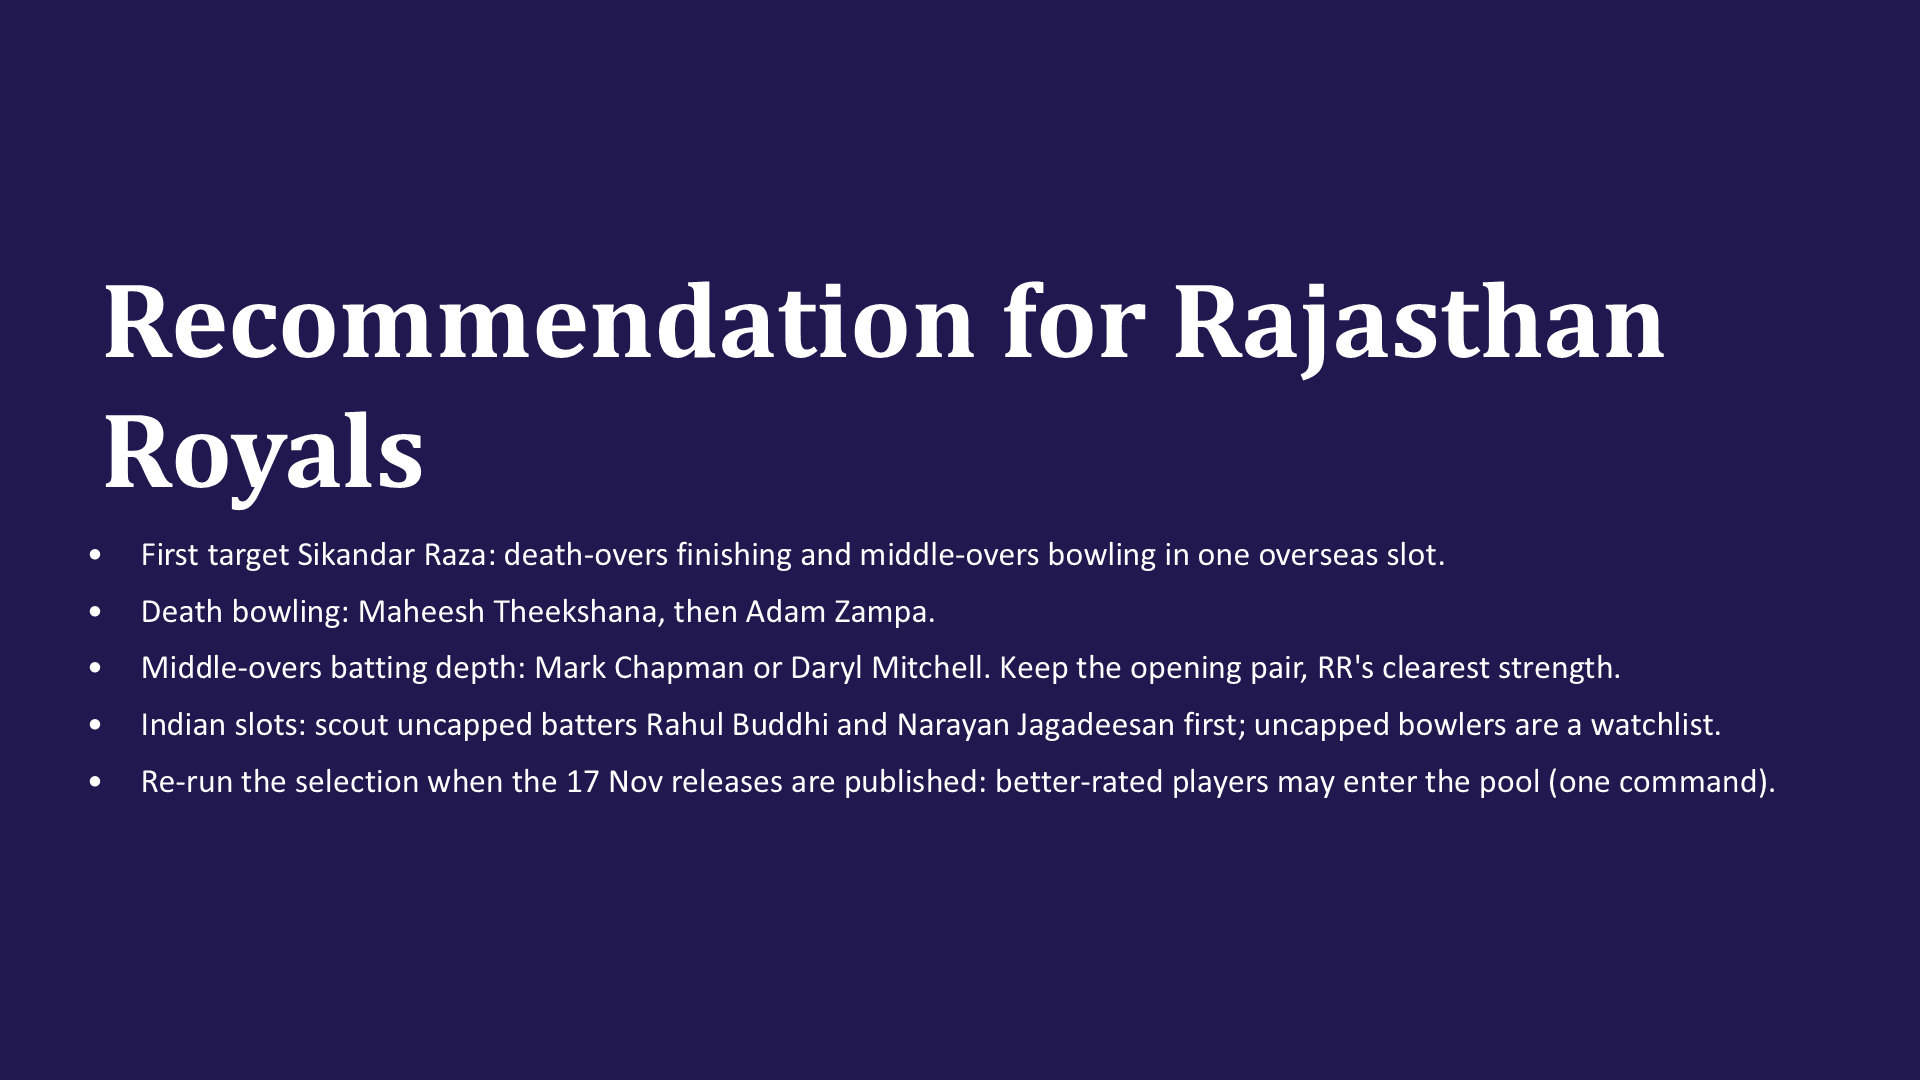 Recommendation for Rajasthan
Royals
• First target Sikandar Raza: death-overs finishing and middle-overs bowling in one overseas slot.
• Death bowling: Maheesh Theekshana, then Adam Zampa.
• Middle-overs batting depth: Mark Chapman or Daryl Mitchell. Keep the opening pair, RR's clearest strength.
• Indian slots: scout uncapped batters Rahul Buddhi and Narayan Jagadeesan first; uncapped bowlers are a watchlist.
• Re-run the selection when the 17 Nov releases are published: better-rated players may enter the pool (one command).